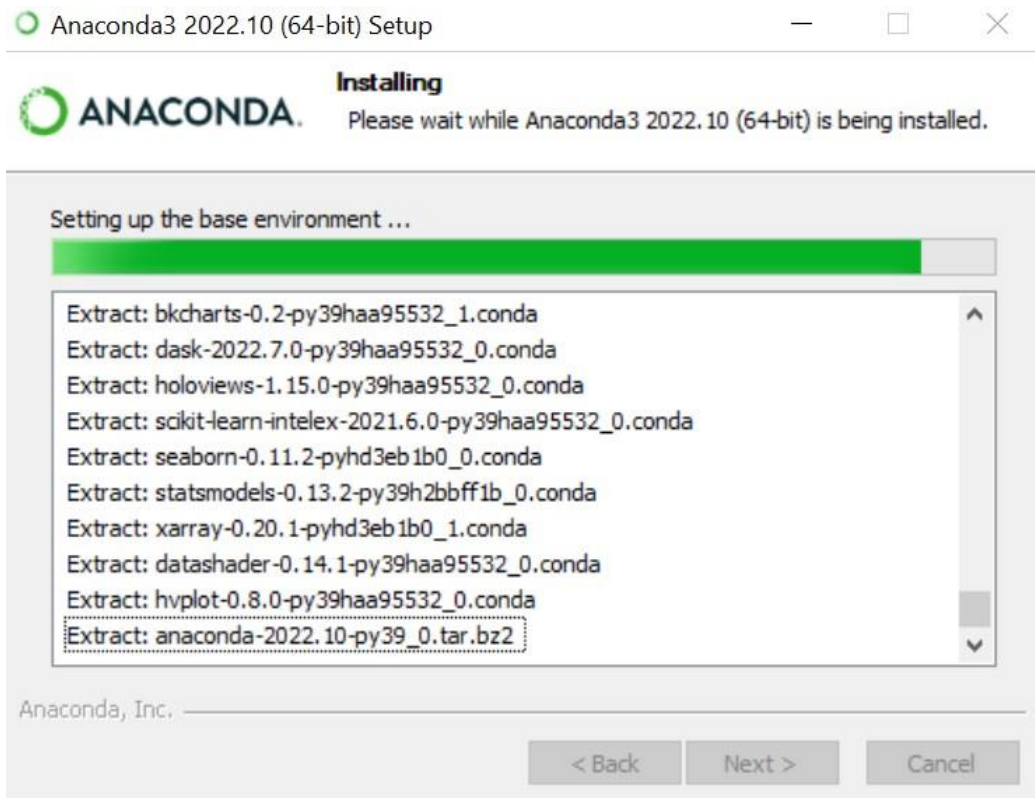 Anaconda3 2022.10 (64-bit) Setup
ANACONDA.
Installing
Please wait while Anaconda3 2022.10 (64-bit) is being installed.
Setting up the base environment ...
Extract: bkcharts-0.2-py39haa95532_1.conda
Extract: dask-2022.7.0-py39haa95532_0.conda
Extract: holoviews-1.15.0-py39haa95532_0.conda
Extract: scikit-learn-intelex-2021.6.0-py39haa95532_0.conda
Extract: seaborn-0.11.2-pyhd3eb1b0_0.conda
Extract: statsmodels-0.13.2-py39h2bbff1b_0.conda
Extract: xarray-0.20.1-pyhd3eb1b0_1.conda
Extract: datashader-0.14.1-py39haa95532_0.conda
Extract: hvplot-0.8.0-py39haa95532_0.conda
Extract: anaconda-2022.10-py39_0.tar.bz2
Anaconda, Inc.
< Back Next > Cancel